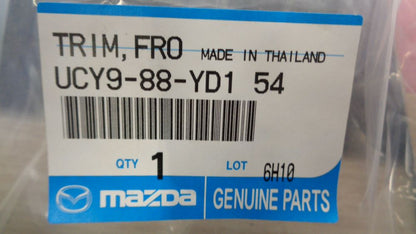 TRIM, FRO MADE IN THAILAND
UCY9-88-YD1 54
QTY 1 LOT 6H10
mazda GENUINE PARTS